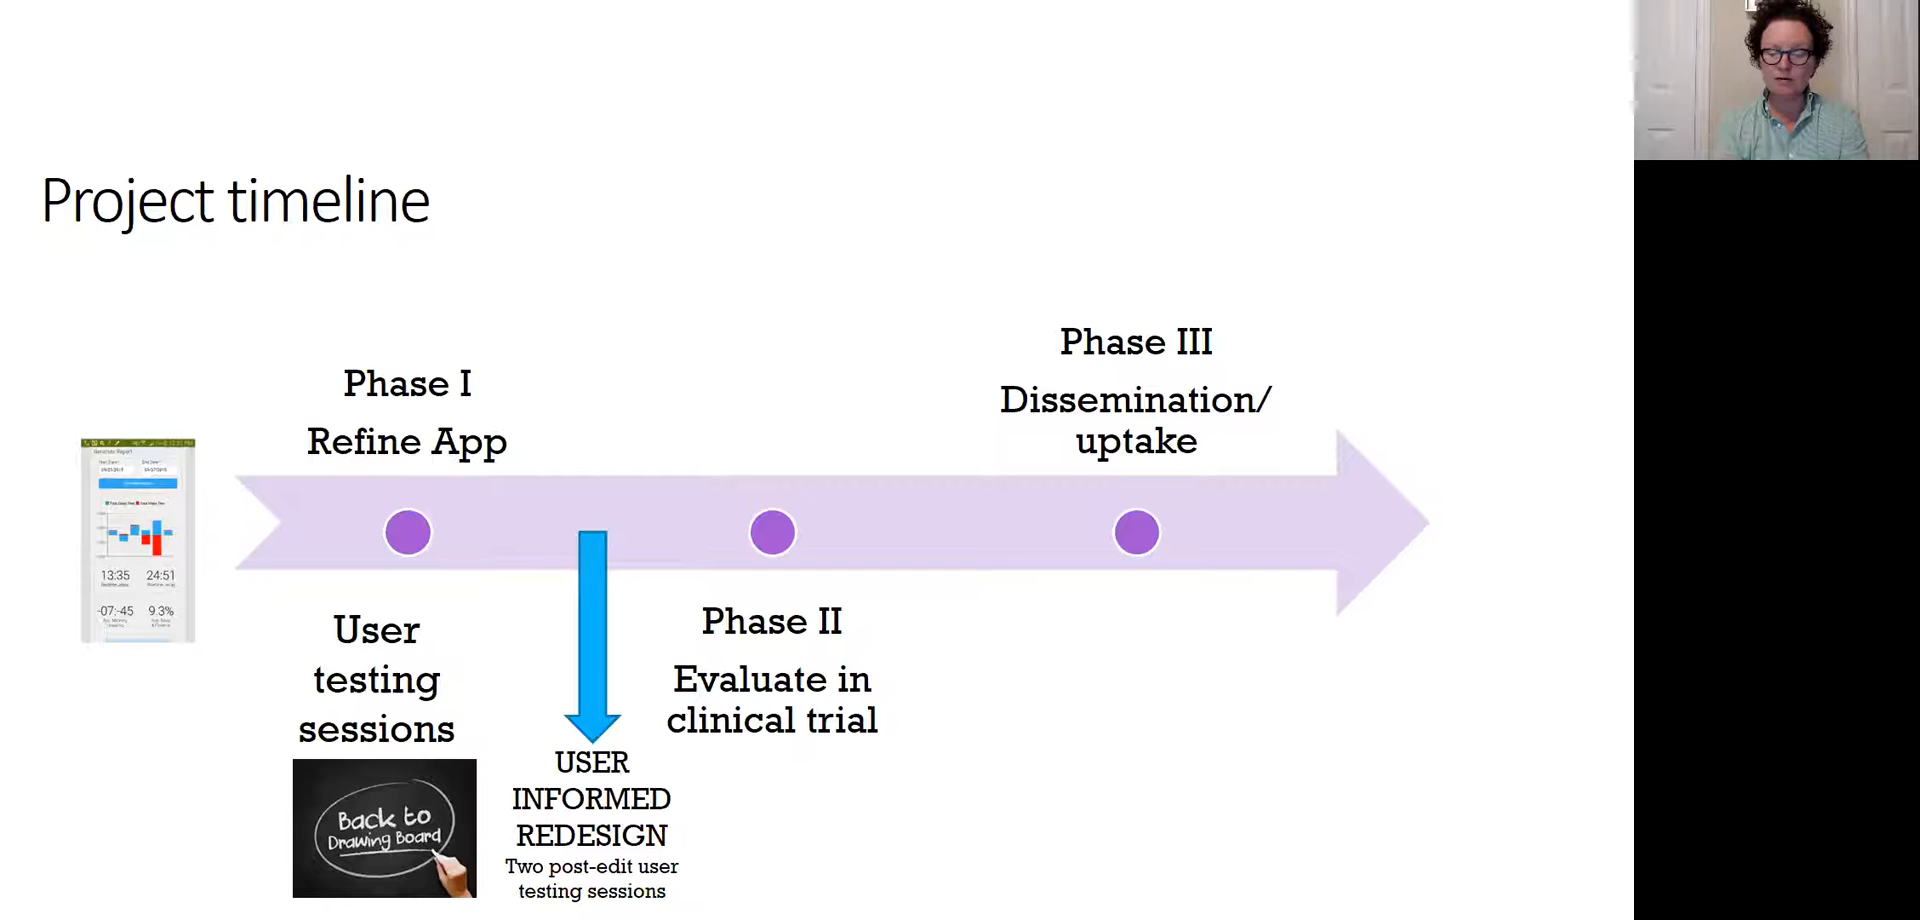 Project timeline
Phase I
Refine App
Phase III
Dissemination/
uptake
Generate Report
13:35
24:51
-07:-45
9.3%
User
testing
sessions
Phase II
Evaluate in
clinical trial
Back to
Drawing Board
USER
INFORMED
REDESIGN
Two post-edit user
testing sessions